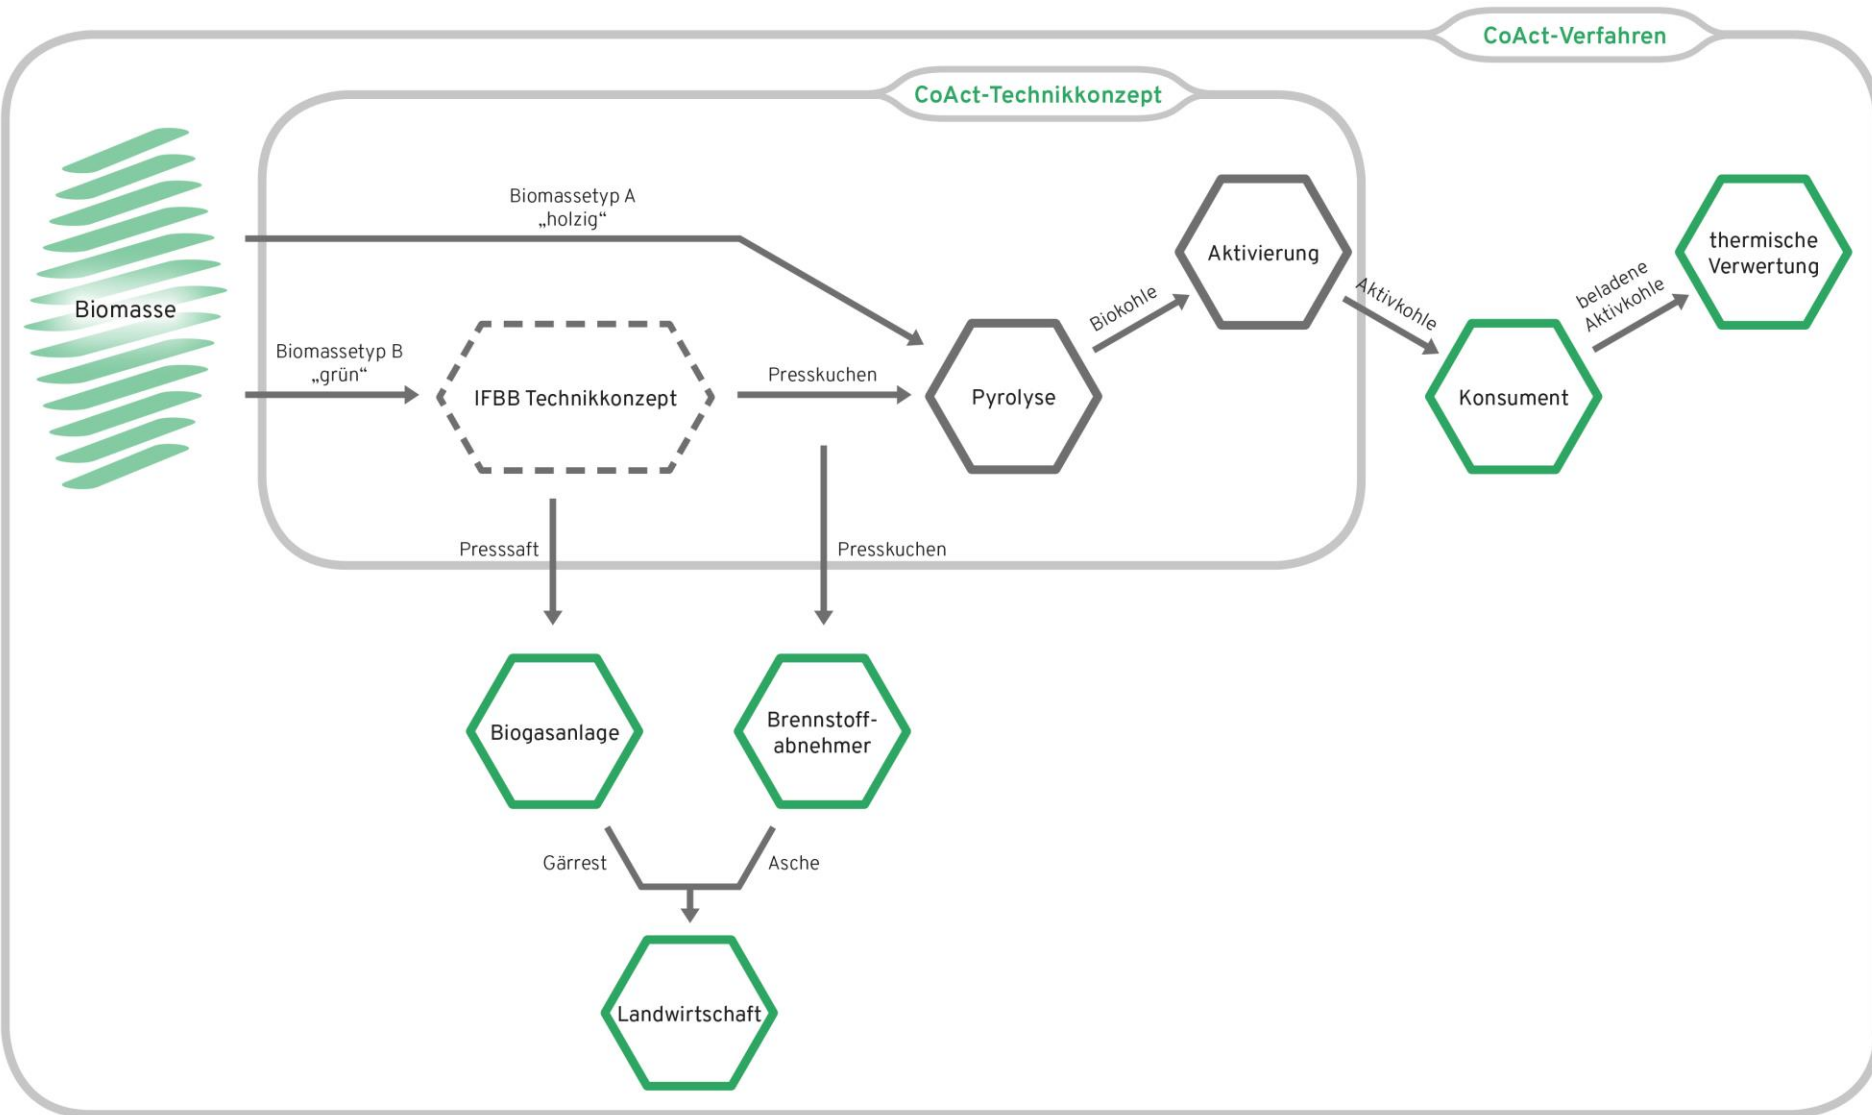 CoAct-Verfahren
CoAct-Technikkonzept
Biomasse
Biomassetyp A
„holzig“
Biomassetyp B
„grün“
IFBB Technikkonzept
Presskuchen
Pyrolyse
Biokohle
Aktivierung
Aktivkohle
Konsument
beladene
Aktivkohle
thermische
Verwertung
Presssaft
Presskuchen
Biogasanlage
Brennstoff-
abnehmer
Gärrest
Asche
Landwirtschaft